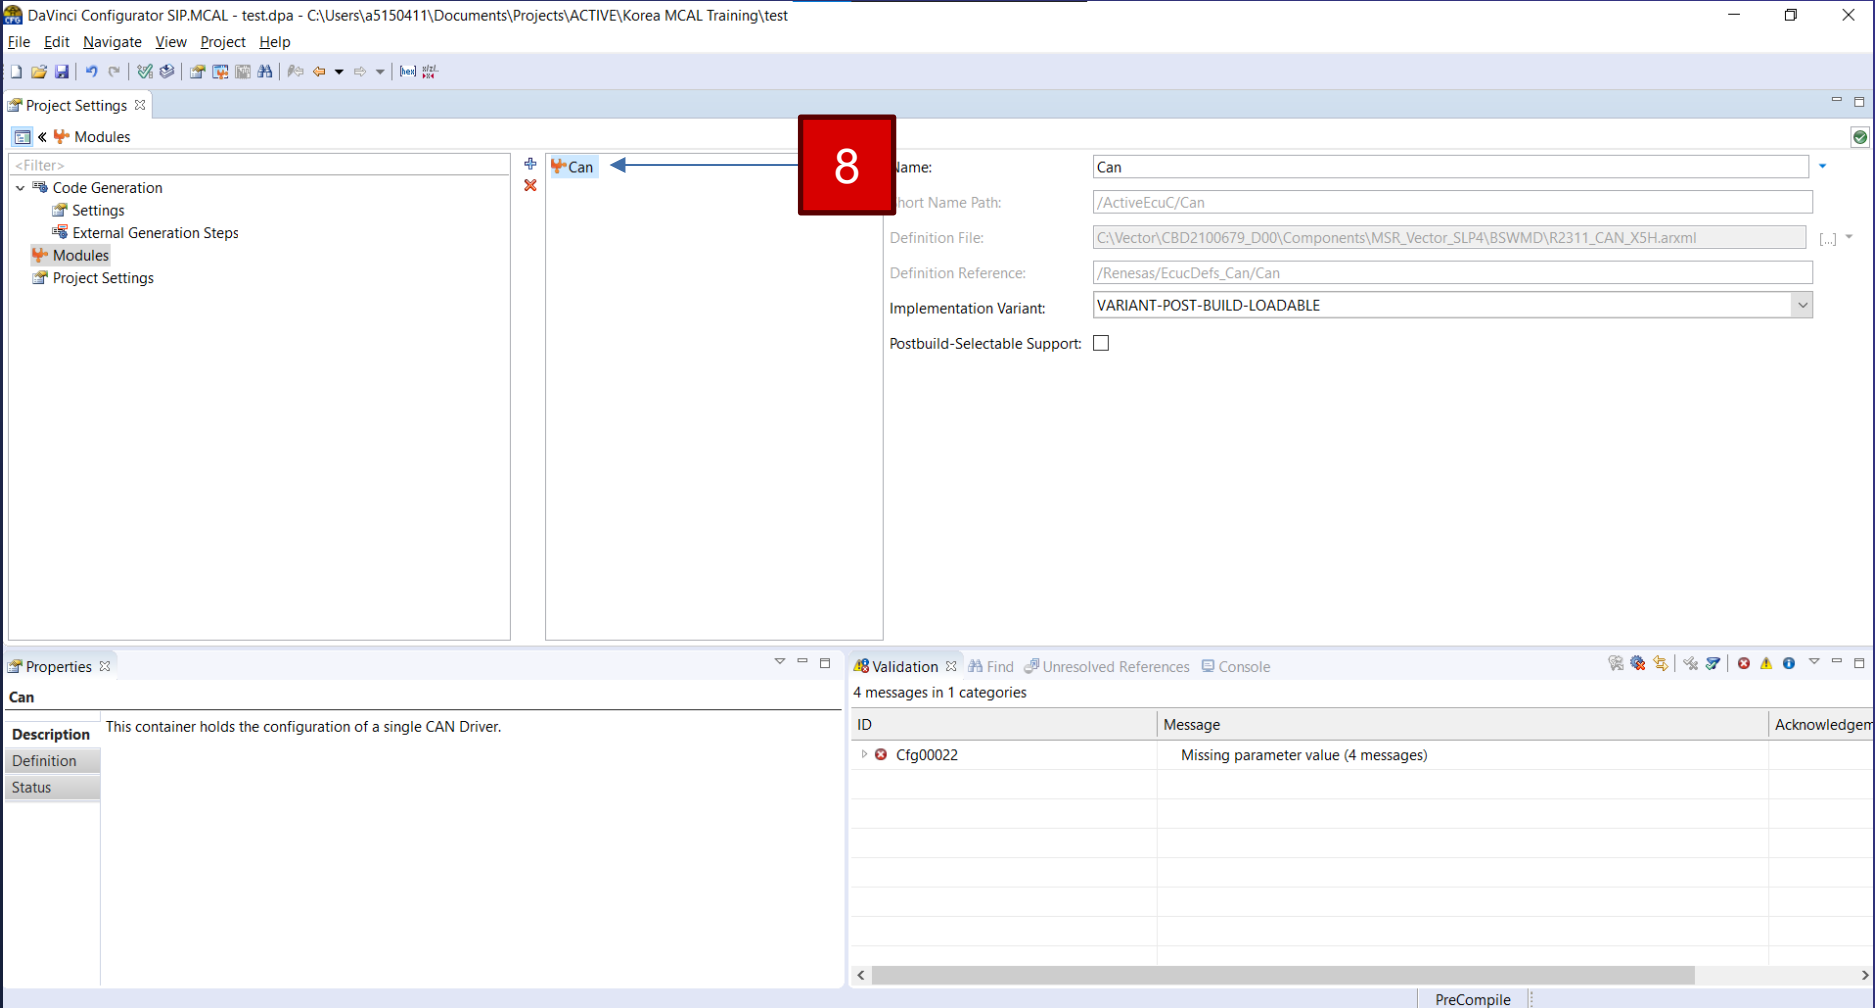 DaVinci Configurator SIP.MCAL - test.dpa - C:\Users\a5150411\Documents\Projects\ACTIVE\Korea MCAL Training\test
File Edit Navigate View Project Help
Project Settings
« Modules
<Filter>
Code Generation
Settings
External Generation Steps
Modules
Project Settings
Can
8
Name:
Can
Short Name Path:
/ActiveEcuC/Can
Definition File:
C:\Vector\CBD2100679_D00\Components\MSR_Vector_SLP4\BSWMD\R2311_CAN_X5H.arxml
[...]
Definition Reference:
/Renesas/EcucDefs_Can/Can
Implementation Variant:
VARIANT-POST-BUILD-LOADABLE
Postbuild-Selectable Support:
Properties
Can
Description
Definition
Status
This container holds the configuration of a single CAN Driver.
Validation Find Unresolved References Console
4 messages in 1 categories
ID Message Acknowledgem
Cfg00022 Missing parameter value (4 messages)
PreCompile